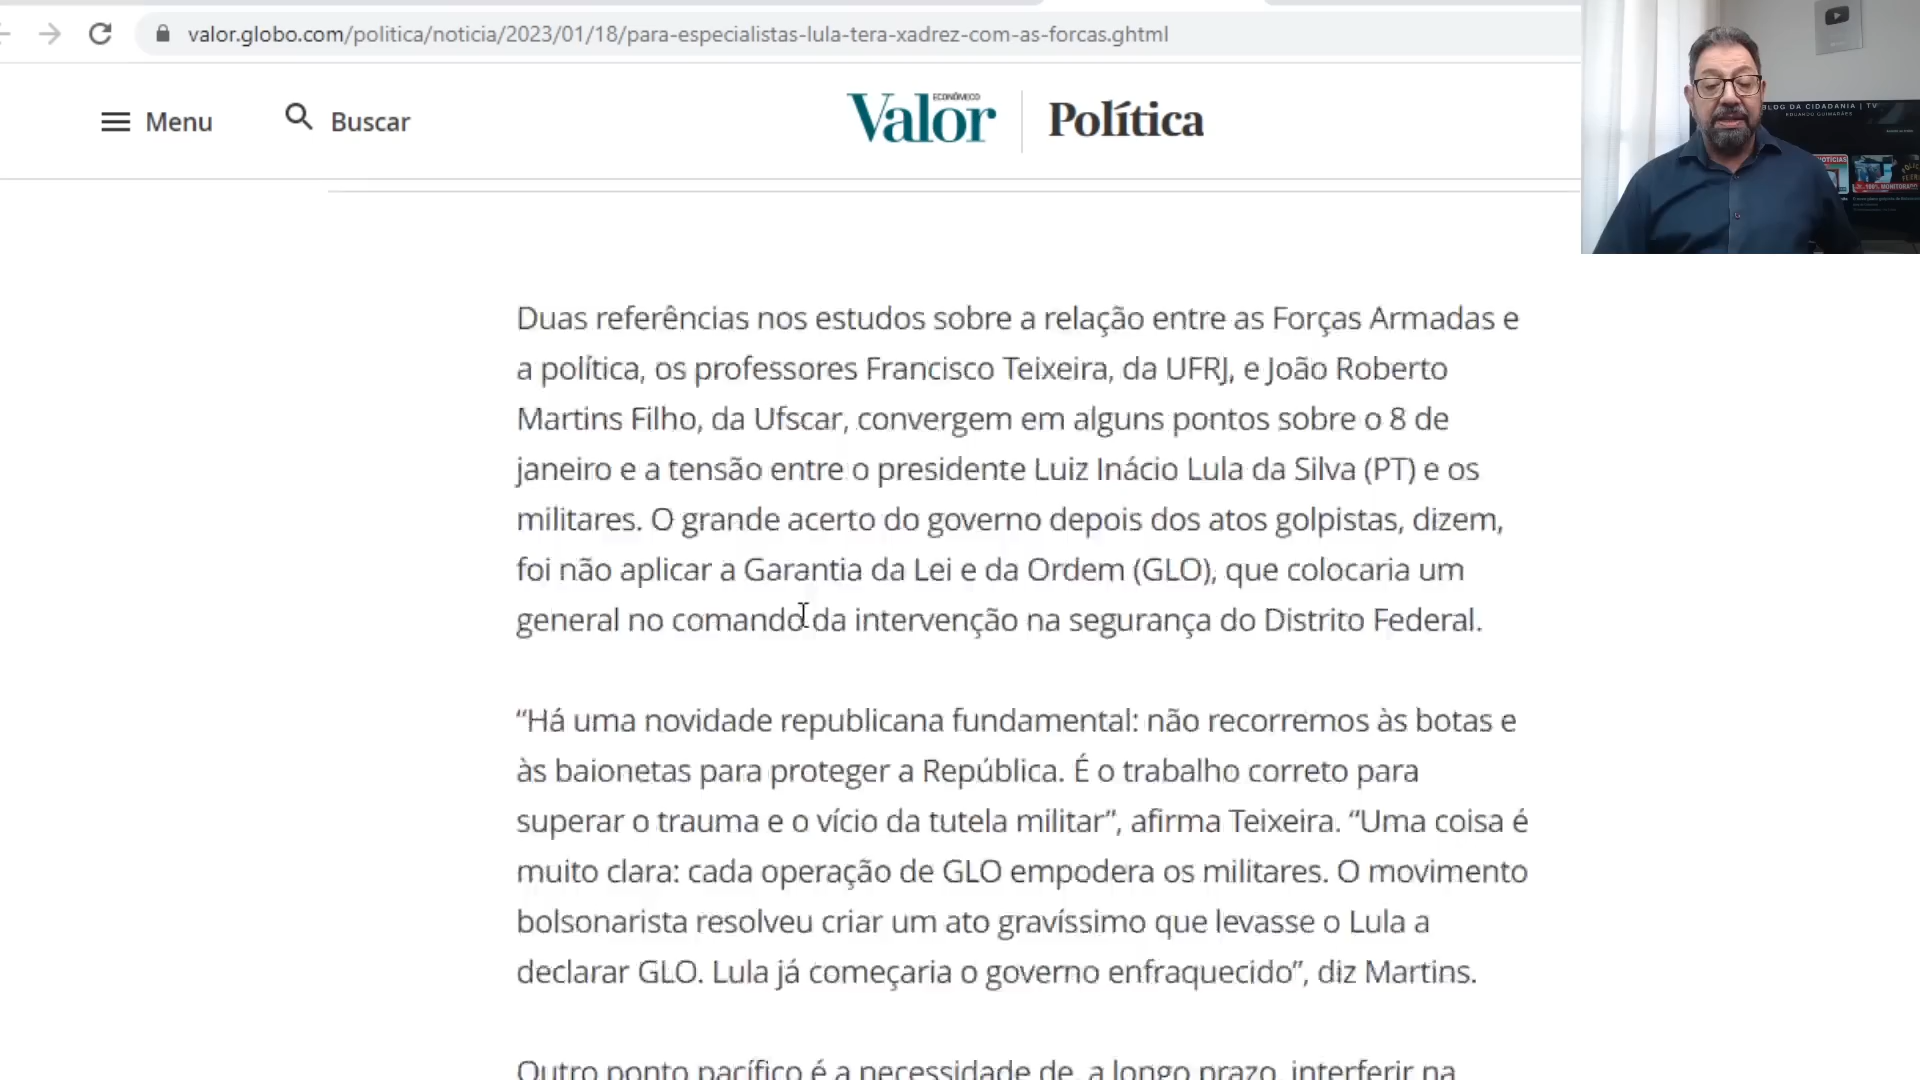 valor.globo.com/politica/noticia/2023/01/18/para-especialistas-lula-tera-xadrez-com-as-forcas.ghtml
Menu
Buscar
Valor ECONÔMICO
Política
BLOG DA CIDADANIA | TV
EDUARDO GUIMARÃES
Duas referências nos estudos sobre a relação entre as Forças Armadas e
a política, os professores Francisco Teixeira, da UFRJ, e João Roberto
Martins Filho, da Ufscar, convergem em alguns pontos sobre o 8 de
janeiro e a tensão entre o presidente Luiz Inácio Lula da Silva (PT) e os
militares. O grande acerto do governo depois dos atos golpistas, dizem,
foi não aplicar a Garantia da Lei e da Ordem (GLO), que colocaria um
general no comando da intervenção na segurança do Distrito Federal.
“Há uma novidade republicana fundamental: não recorremos às botas e
às baionetas para proteger a República. É o trabalho correto para
superar o trauma e o vício da tutela militar”, afirma Teixeira. “Uma coisa é
muito clara: cada operação de GLO empodera os militares. O movimento
bolsonarista resolveu criar um ato gravíssimo que levasse o Lula a
declarar GLO. Lula já começaria o governo enfraquecido”, diz Martins.
Outro ponto pacífico é a necessidade de, a longo prazo, interferir na